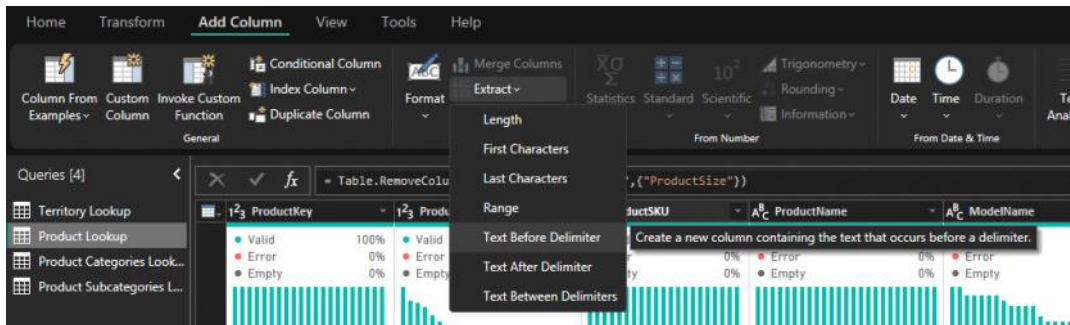 Home Transform Add Column View Tools Help
Column From Examples
Custom Column
Invoke Custom Function
Conditional Column
Index Column
Duplicate Column
General
ABC
Format
Merge Columns
Extract
Length
First Characters
Last Characters
Range
Text Before Delimiter
Text After Delimiter
Text Between Delimiters
Statistics
Standard
10²
Scientific
Trigonometry
Rounding
Information
From Number
Date
Time
Duration
From Date & Time
Queries [4]
Territory Lookup
Product Lookup
Product Categories Look...
Product Subcategories L...
fx
= Table.RemoveColu
",{"ProductSize"})
1²3 ProductKey
1²3 Produ
ductSKU
ABC ProductName
ABC ModelName
Create a new column containing the text that occurs before a delimiter.
Valid 100%
Error 0%
Empty 0%
Valid
Error
Empty
0%
0%
Error 0%
Empty 0%
Error
Empty